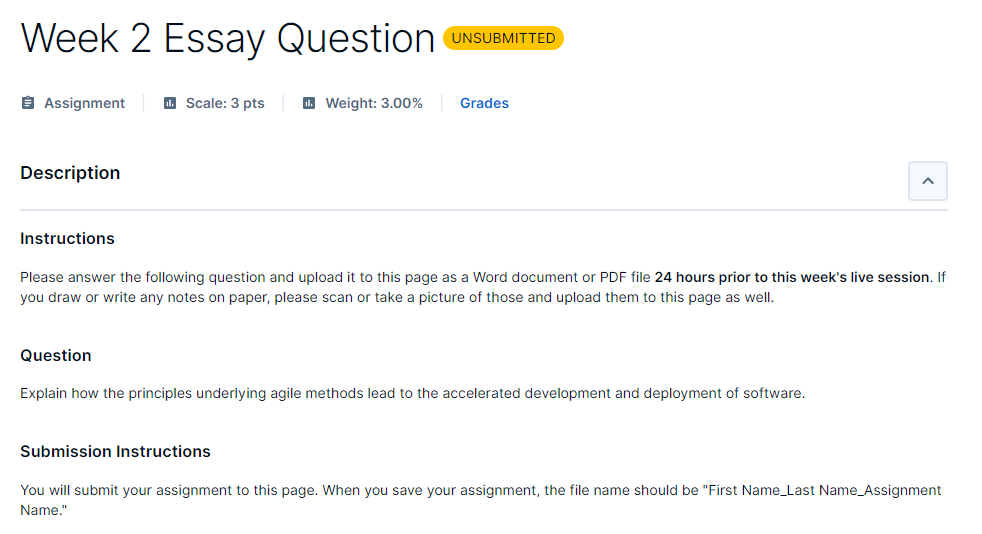 Week 2 Essay Question UNSUBMITTED
Assignment Scale: 3 pts Weight: 3.00% Grades
Description
Instructions
Please answer the following question and upload it to this page as a Word document or PDF file 24 hours prior to this week's live session. If
you draw or write any notes on paper, please scan or take a picture of those and upload them to this page as well.
Question
Explain how the principles underlying agile methods lead to the accelerated development and deployment of software.
Submission Instructions
You will submit your assignment to this page. When you save your assignment, the file name should be "First Name_Last Name_Assignment
Name."